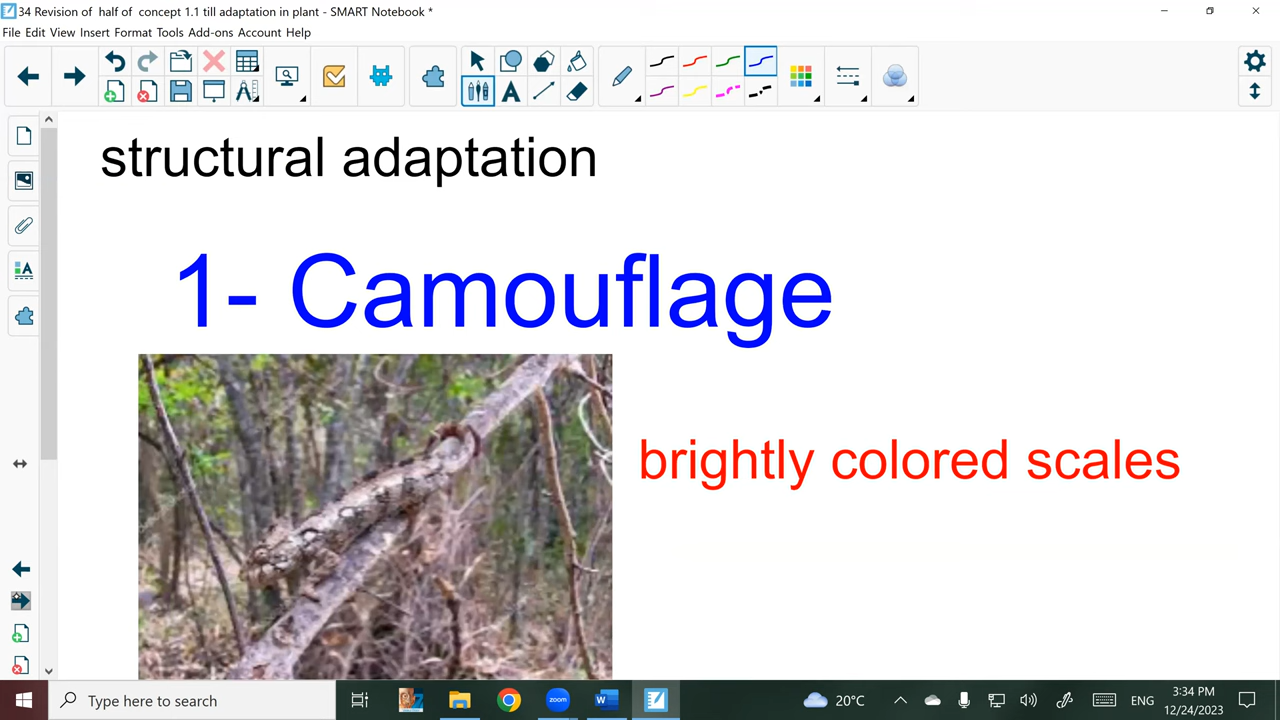 34 Revision of half of concept 1.1 till adaptation in plant - SMART Notebook *
File Edit View Insert Format Tools Add-ons Account Help
structural adaptation
1- Camouflage
brightly colored scales
Type here to search
zoom
20°C
ENG
3:34 PM
12/24/2023